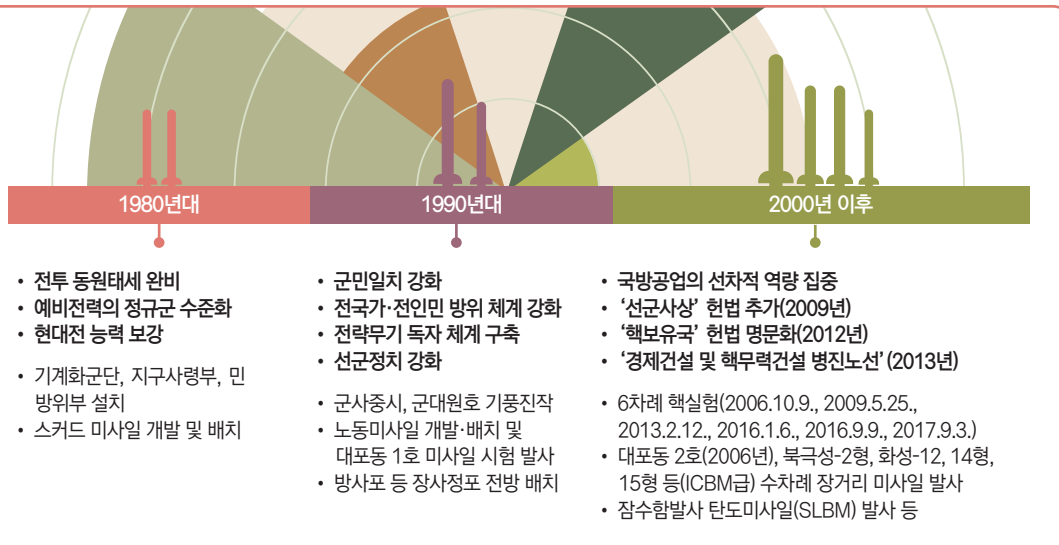 1980년대
• 전투 동원태세 완비
• 예비전력의 정규군 수준화
• 현대전 능력 보강
• 기계화군단, 지구사령부, 민
방위부 설치
• 스커드 미사일 개발 및 배치
1990년대
• 군민일치 강화
• 전국가·전인민 방위 체계 강화
• 전략무기 독자 체계 구축
• 선군정치 강화
• 군사중시, 군대원호 기풍진작
• 노동미사일 개발·배치 및
대포동 1호 미사일 시험 발사
• 방사포 등 장사정포 전방 배치
2000년 이후
• 국방공업의 선차적 역량 집중
• ‘선군사상’ 헌법 추가(2009년)
• ‘핵보유국’ 헌법 명문화(2012년)
• ‘경제건설 및 핵무력건설 병진노선’(2013년)
• 6차례 핵실험(2006.10.9., 2009.5.25.,
2013.2.12., 2016.1.6., 2016.9.9., 2017.9.3.)
• 대포동 2호(2006년), 북극성-2형, 화성-12, 14형,
15형 등(ICBM급) 수차례 장거리 미사일 발사
• 잠수함발사 탄도미사일(SLBM) 발사 등